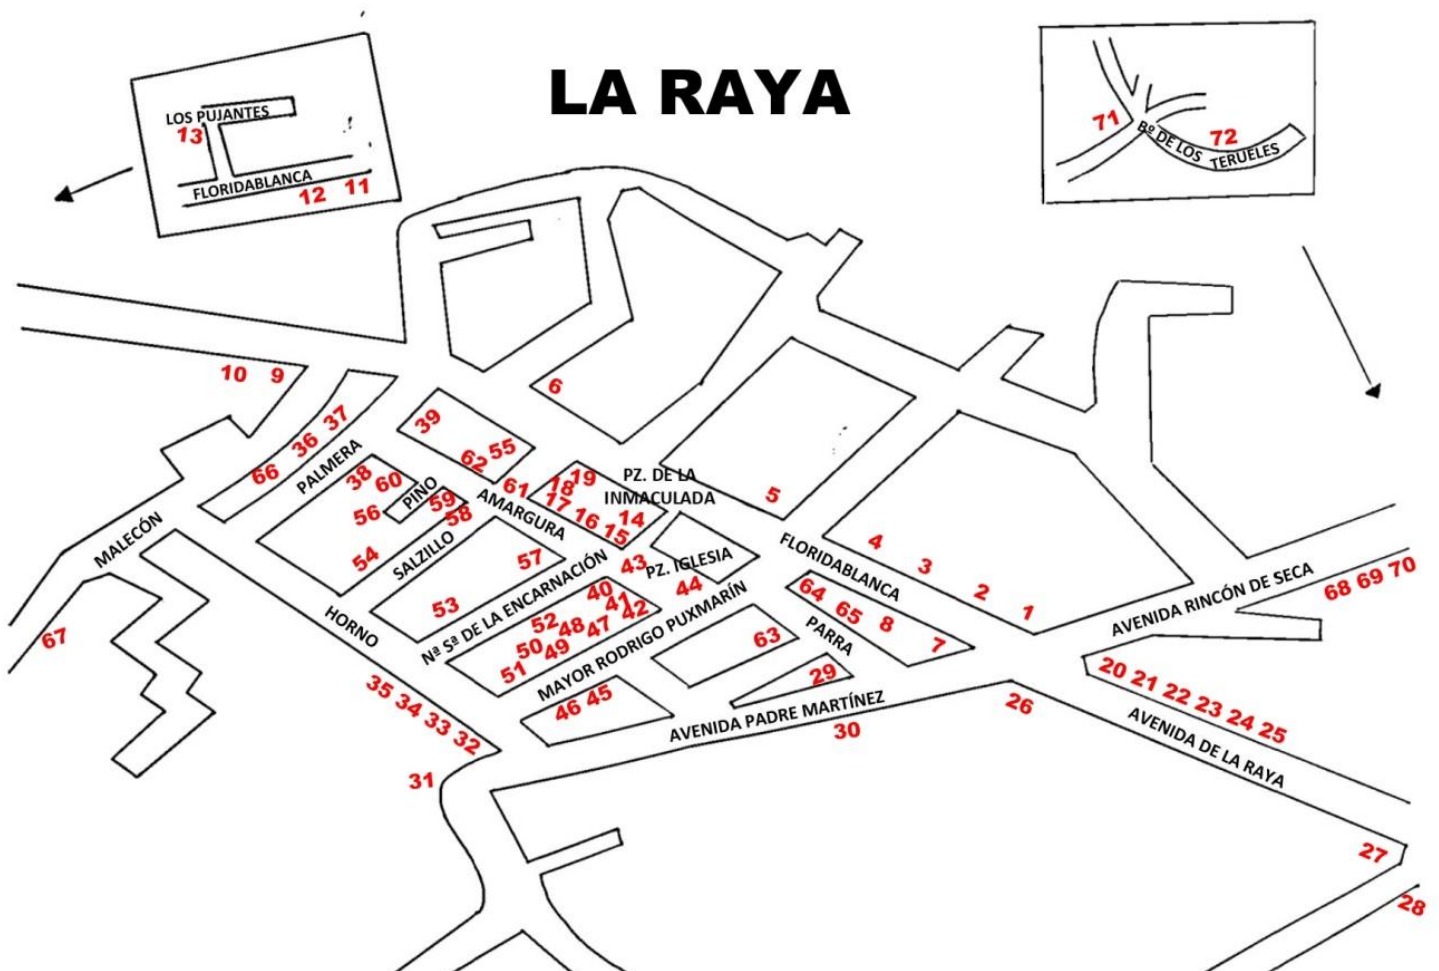 LA RAYA
LOS PUJANTES
13
FLORIDABLANCA
12 11
71
72
Bº DE LOS TERUELES
10 9
6
39
37
36
66
62 55
PALMERA
38 60
PINO
56
59
58
54
61
AMARGURA
19
18
17 16 15
14
PZ. DE LA
INMACULADA
5
MALECÓN
SALZILLO
57
53
43
PZ. IGLESIA
44
FLORIDABLANCA
4 3 2 1
67
HORNO
Nª Sª DE LA ENCARNACIÓN
40
41
42
52 48 47
50 49
51
MAYOR RODRIGO PUXMARÍN
64 65 8 7
PARRA
63
29
46 45
35 34 33 32
31
AVENIDA PADRE MARTÍNEZ
30
26
AVENIDA RINCÓN DE SECA
68 69 70
20 21 22 23 24 25
AVENIDA DE LA RAYA
27
28